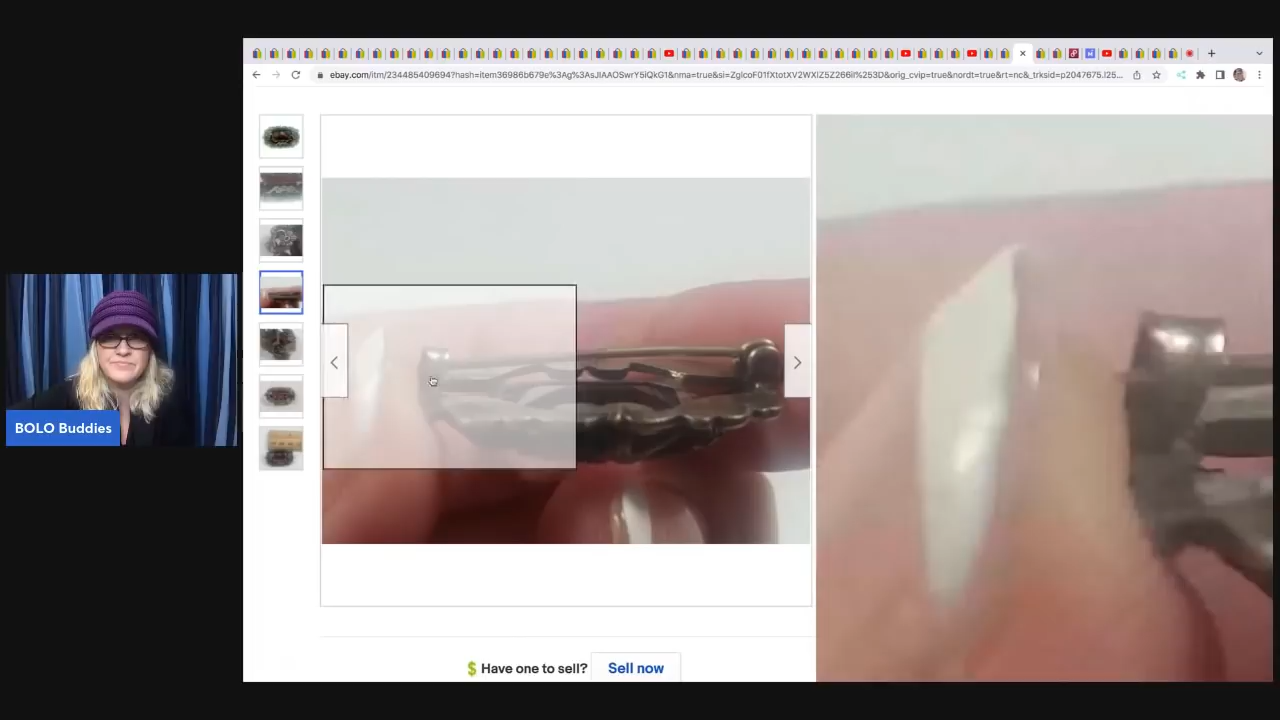 ebay.com/itm/234485409694?hash=item36986b679e%3Ag%3AsJIAAOSwrY5iQkG1&nma=true&si=ZglcoF01fXtotXV2WXlZ5Z266iI%253D&orig_cvip=true&nordt=true&rt=nc&_trksid=p2047675.l25...
BOLO Buddies
Have one to sell?
Sell now